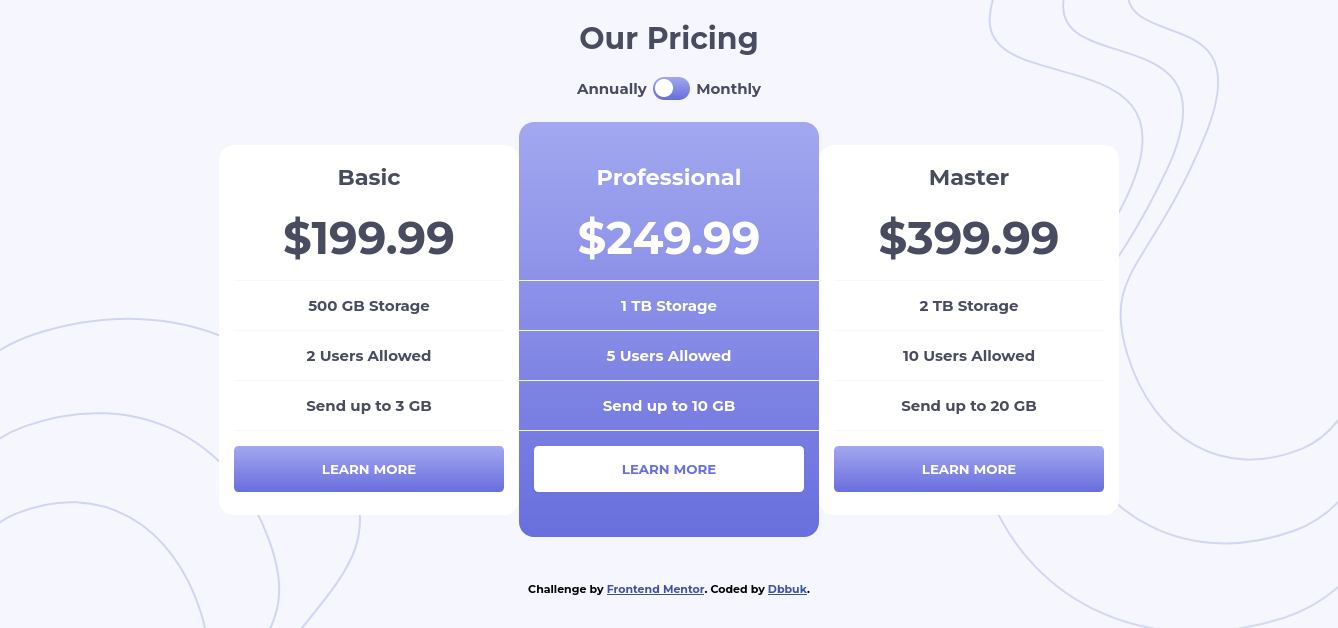 Our Pricing
Annually Monthly
Basic
$199.99
500 GB Storage
2 Users Allowed
Send up to 3 GB
LEARN MORE
Professional
$249.99
1 TB Storage
5 Users Allowed
Send up to 10 GB
LEARN MORE
Master
$399.99
2 TB Storage
10 Users Allowed
Send up to 20 GB
LEARN MORE
Challenge by Frontend Mentor. Coded by Dbbuk.